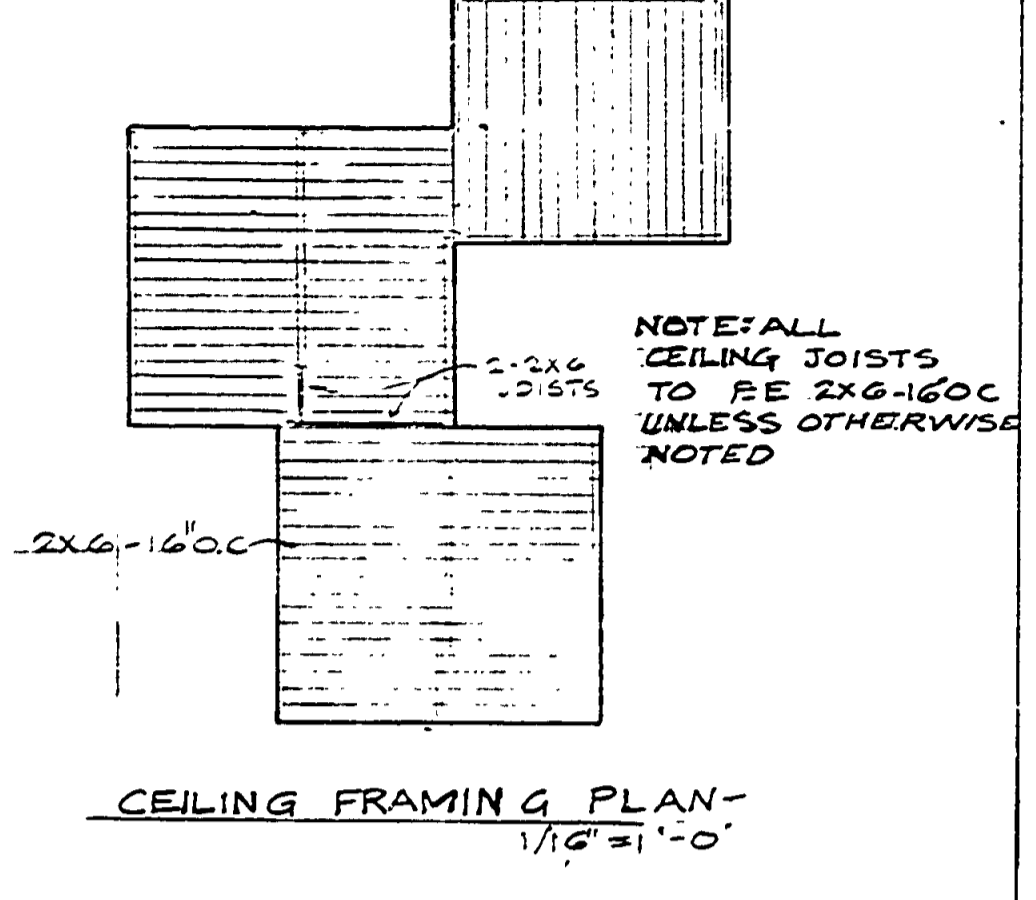 2-2X6
JOISTS
NOTE: ALL
CEILING JOISTS
TO BE 2X6-16OC
UNLESS OTHERWISE
NOTED
2X6-16"O.C
CEILING FRAMING PLAN-
1/16"=1'-0"